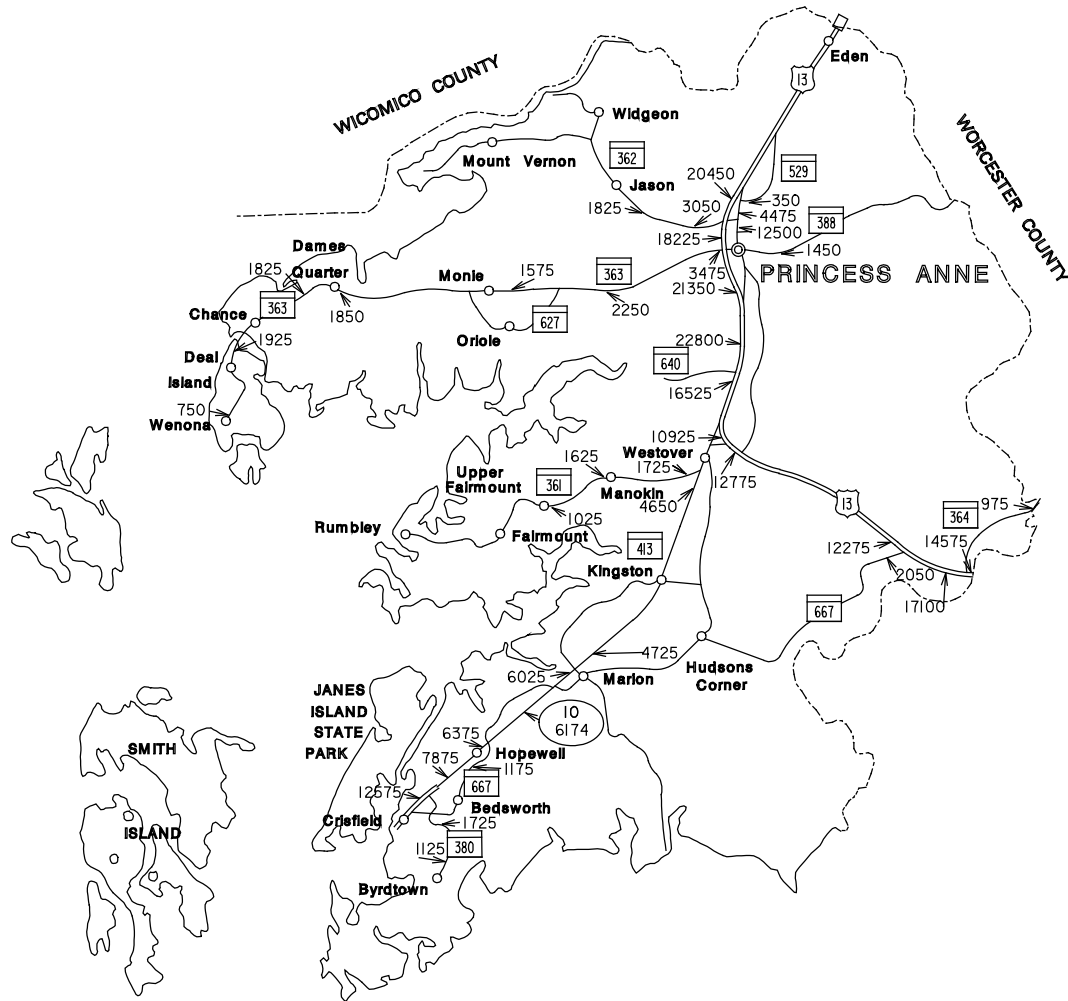 Eden
WICOMICO COUNTY
13
Widgeon
WORCESTER COUNTY
Mount Vernon
362
529
20450
Jason
350
1825
3050
4475
388
12500
18225
Dames
1450
1825
Quarter
Monie
1575
363
3475
PRINCESS ANNE
363
21350
Chance
1850
2250
627
1925
Oriole
22800
Deal
640
Island
16525
750
Wenona
10925
Westover
1625
1725
Upper
Fairmount
361
12775
Manokin
4650
13
975
364
1025
Rumbley
Fairmount
413
12275
14575
Kingston
2050
17100
667
4725
Hudsons
Corner
6025
Marion
JANES
ISLAND
STATE
PARK
10
6174
6375
SMITH
Hopewell
7875
1175
667
12575
Bedsworth
Crisfield
1725
ISLAND
1125
380
Byrdtown